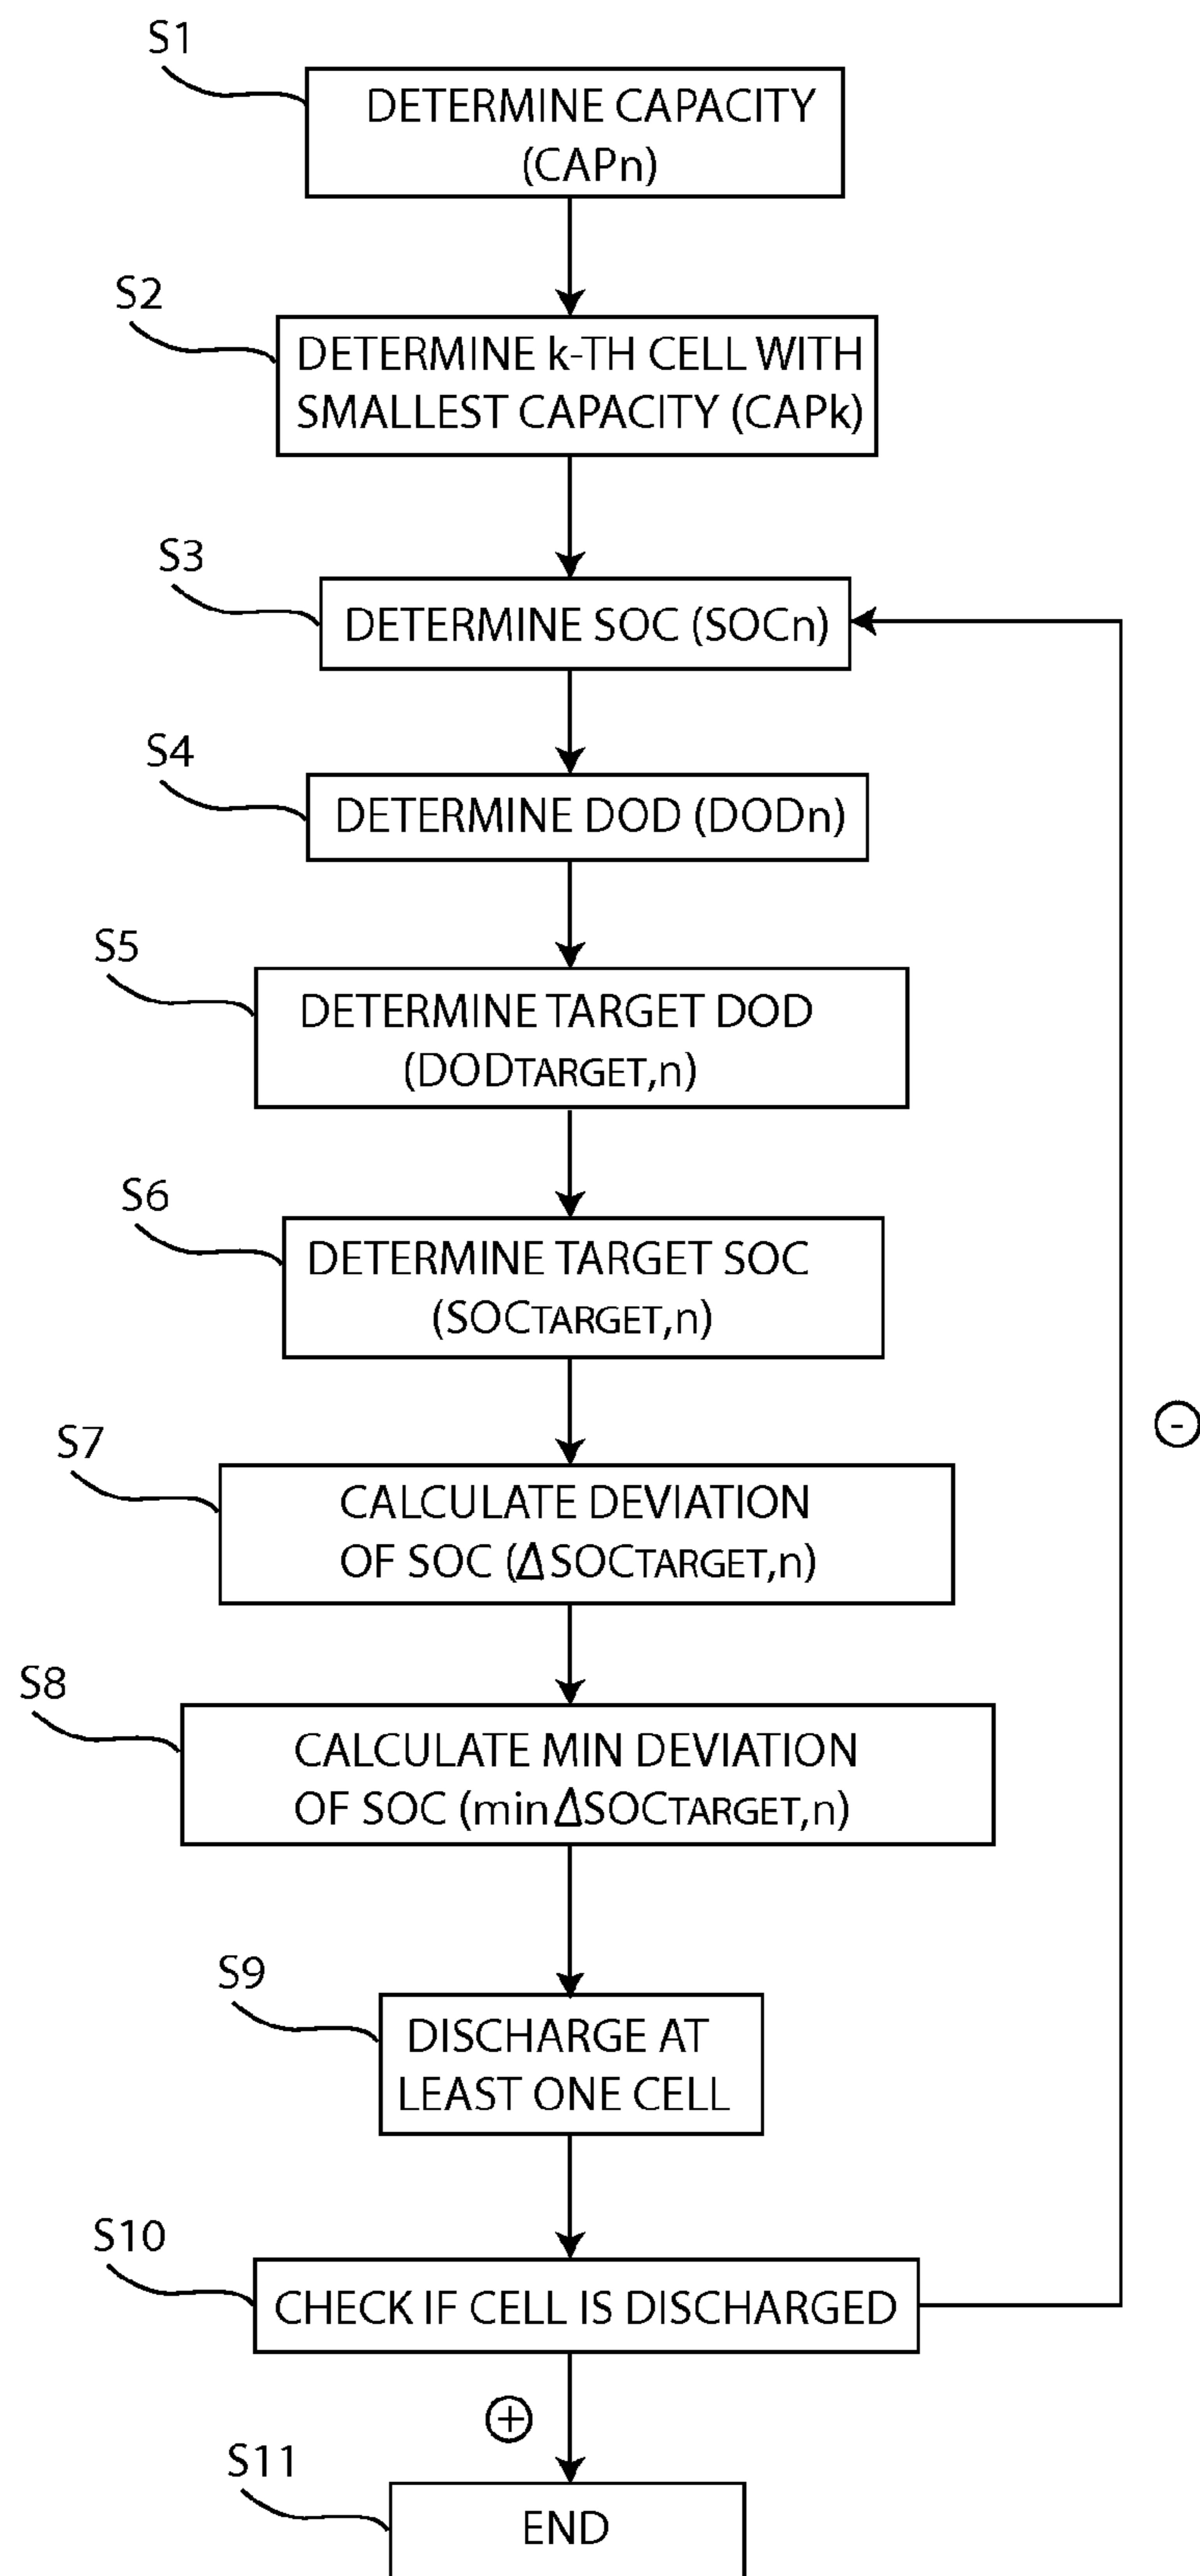 S1
DETERMINE CAPACITY
(CAPn)
S2
DETERMINE k-TH CELL WITH
SMALLEST CAPACITY (CAPk)
S3
DETERMINE SOC (SOCn)
S4
DETERMINE DOD (DODn)
S5
DETERMINE TARGET DOD
(DODTARGET,n)
S6
DETERMINE TARGET SOC
(SOCTARGET,n)
-
S7
CALCULATE DEVIATION
OF SOC (ΔSOCTARGET,n)
S8
CALCULATE MIN DEVIATION
OF SOC (min ΔSOCTARGET,n)
S9
DISCHARGE AT
LEAST ONE CELL
S10
CHECK IF CELL IS DISCHARGED
+
S11
END